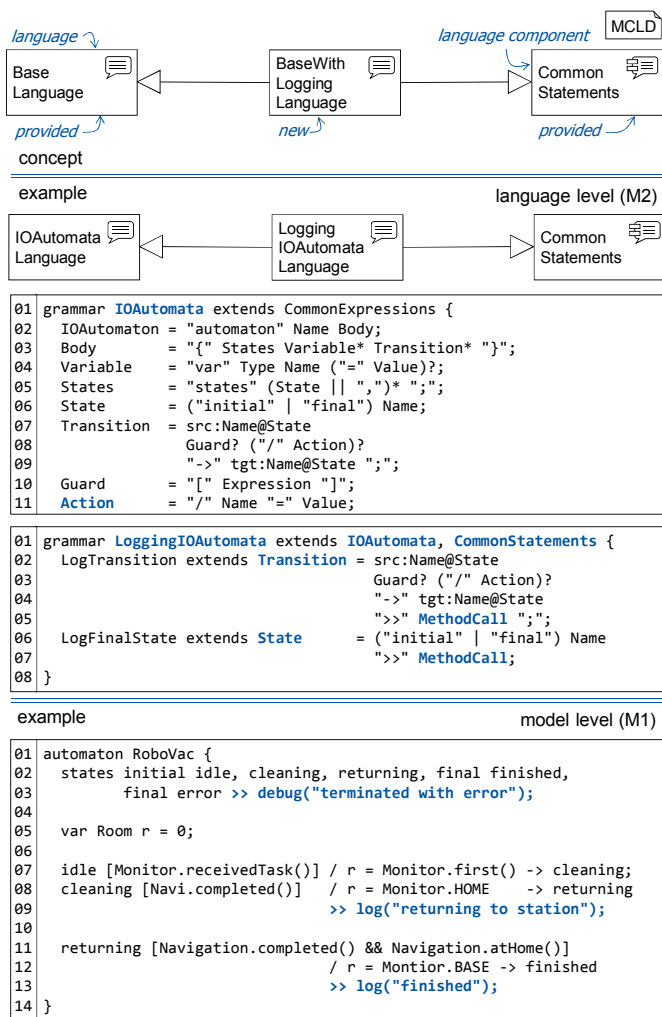 MCLD
language
language component
Base
Language
BaseWith
Logging
Language
Common
Statements
provided
new
provided
concept
example
language level (M2)
IOAutomata
Language
Logging
IOAutomata
Language
Common
Statements
01 grammar IOAutomata extends CommonExpressions {
02   IOAutomaton = "automaton" Name Body;
03   Body        = "{" States Variable* Transition* "}";
04   Variable    = "var" Type Name ("=" Value)?;
05   States      = "states" (State || ",")* ";";
06   State       = ("initial" | "final") Name;
07   Transition  = src:Name@State
08                 Guard? ("/" Action)?
09                 "->" tgt:Name@State ";";
10   Guard       = "[" Expression "]";
11   Action      = "/" Name "=" Value;
01 grammar LoggingIOAutomata extends IOAutomata, CommonStatements {
02   LogTransition extends Transition = src:Name@State
03                                      Guard? ("/" Action)?
04                                      "->" tgt:Name@State
05                                      ">>" MethodCall ";";
06   LogFinalState extends State      = ("initial" | "final") Name
07                                      ">>" MethodCall;
08 }
example
model level (M1)
01 automaton RoboVac {
02   states initial idle, cleaning, returning, final finished,
03          final error >> debug("terminated with error");
04
05   var Room r = 0;
06
07   idle [Monitor.receivedTask()] / r = Monitor.first() -> cleaning;
08   cleaning [Navi.completed()]   / r = Monitor.HOME    -> returning
09                                 >> log("returning to station");
10
11   returning [Navigation.completed() && Navigation.atHome()]
12                                 / r = Montior.BASE -> finished
13                                 >> log("finished");
14 }